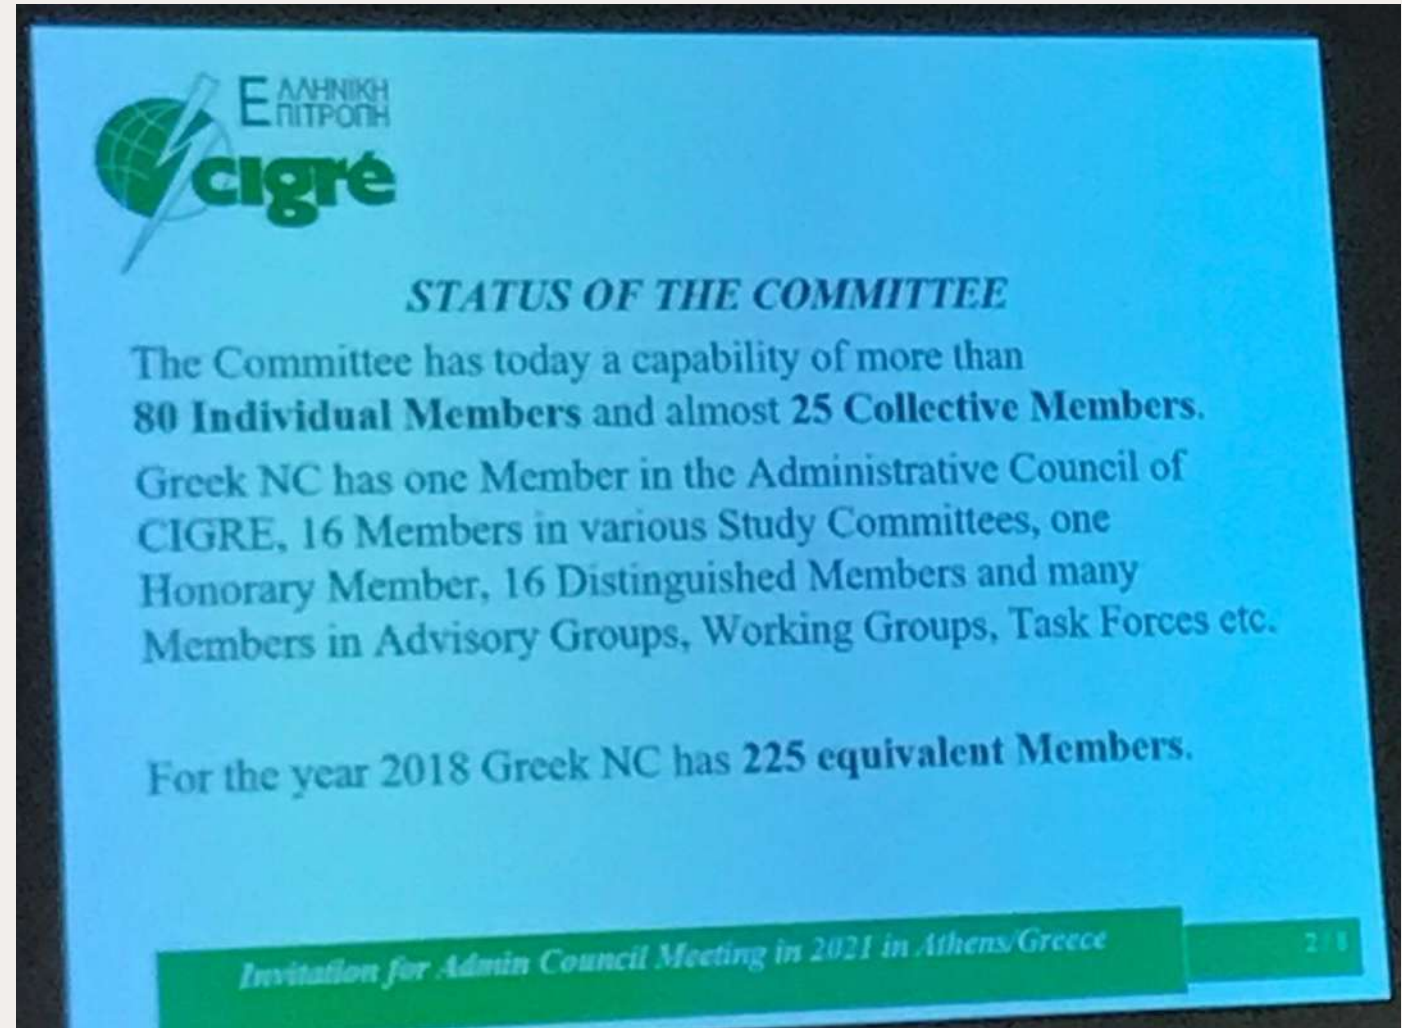 ΕΛΛΗΝΙΚΗ
ΕΠΙΤΡΟΠΗ
cigré
STATUS OF THE COMMITTEE
The Committee has today a capability of more than
80 Individual Members and almost 25 Collective Members.
Greek NC has one Member in the Administrative Council of
CIGRE, 16 Members in various Study Committees, one
Honorary Member, 16 Distinguished Members and many
Members in Advisory Groups, Working Groups, Task Forces etc.
For the year 2018 Greek NC has 225 equivalent Members.
Invitation for Admin Council Meeting in 2021 in Athens/Greece
2 / 8